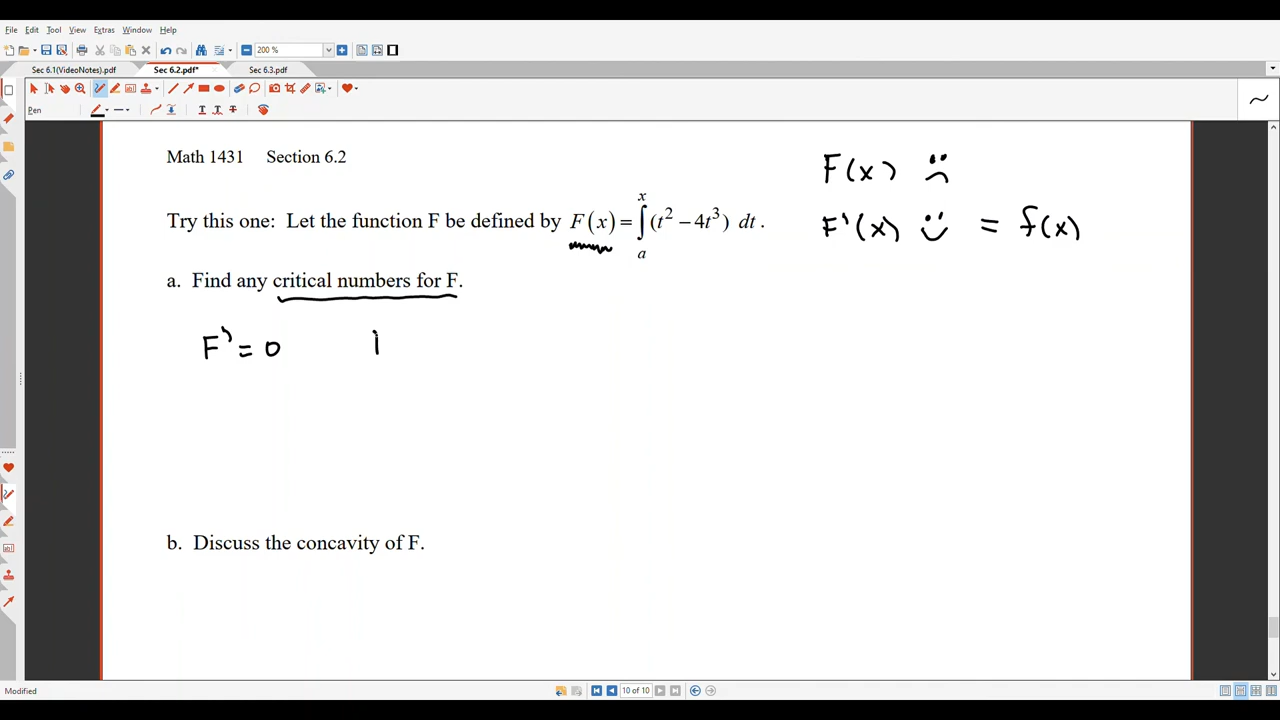 File Edit Tool View Extras Window Help
200 %
Sec 6.1(VideoNotes).pdf Sec 6.2.pdf* Sec 6.3.pdf
Pen
Math 1431 Section 6.2
F(x)
Try this one: Let the function F be defined by F(x) = ∫ₐˣ (t² − 4t³) dt.
F'(x) = f(x)
a. Find any critical numbers for F.
F' = 0
b. Discuss the concavity of F.
Modified 10 of 10